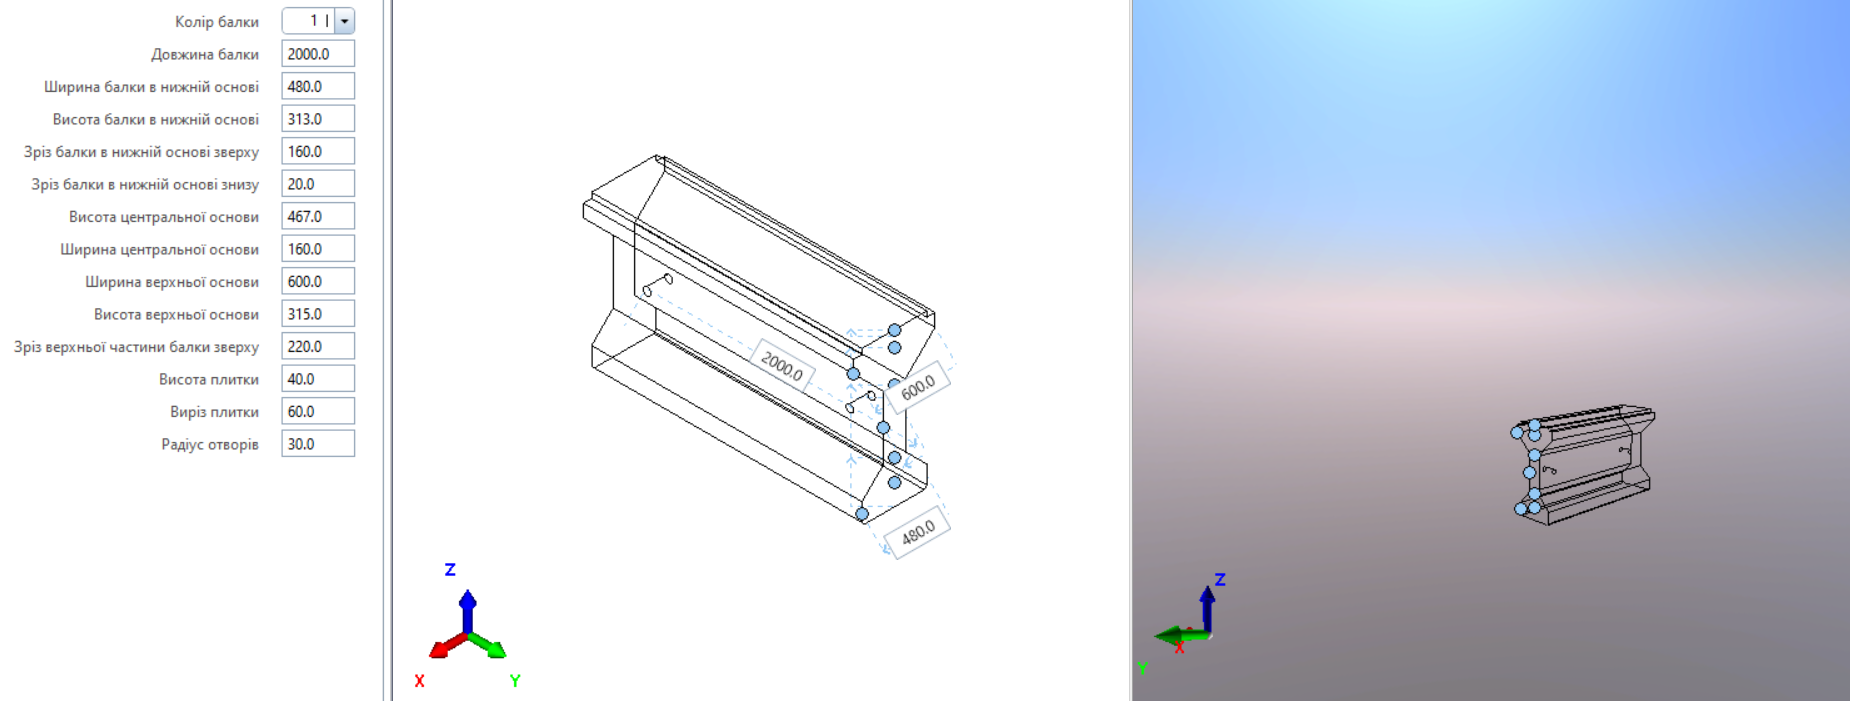 Колір балки 1
Довжина балки 2000.0
Ширина балки в нижній основі 480.0
Висота балки в нижній основі 313.0
Зріз балки в нижній основі зверху 160.0
Зріз балки в нижній основі знизу 20.0
Висота центральної основи 467.0
Ширина центральної основи 160.0
Ширина верхньої основи 600.0
Висота верхньої основи 315.0
Зріз верхньої частини балки зверху 220.0
Висота плитки 40.0
Виріз плитки 60.0
Радіус отворів 30.0
2000.0
600.0
480.0
Z
X
Y
Z
X
Y